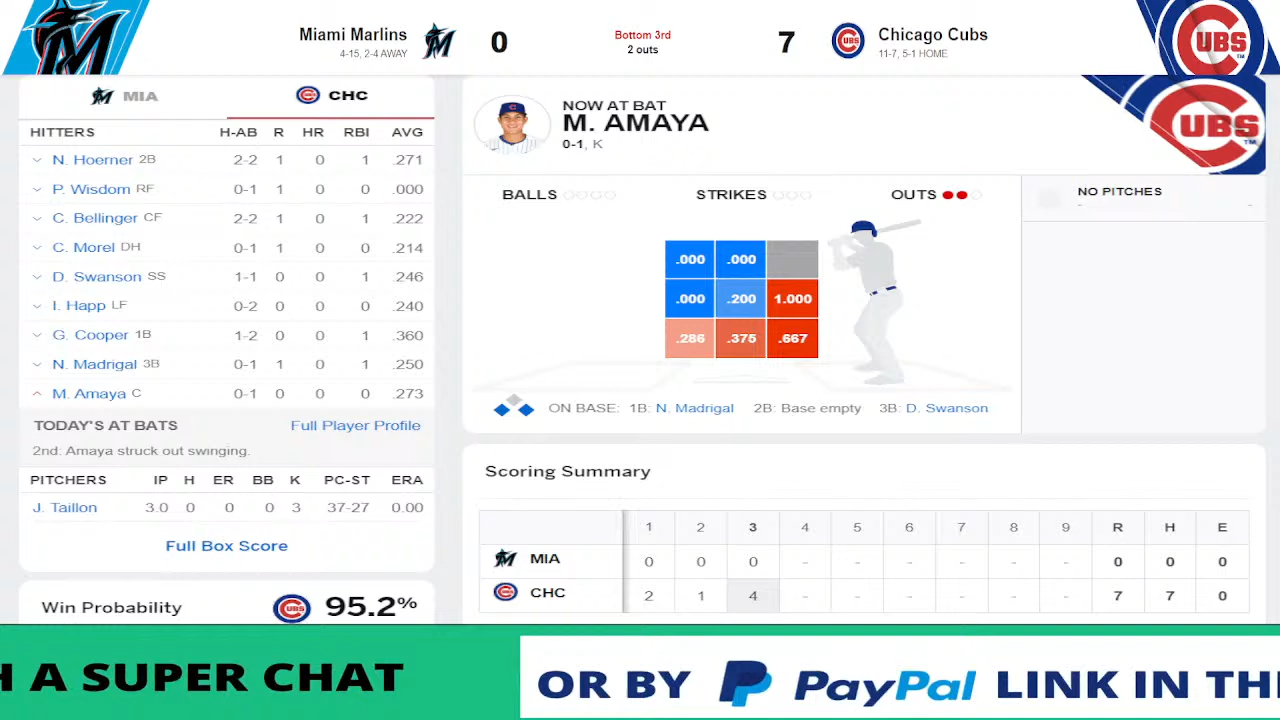 Miami Marlins
4-15, 2-4 AWAY
0
Bottom 3rd
2 outs
7
Chicago Cubs
11-7, 5-1 HOME
CUBS
TM
MIA
CHC
HITTERS H-AB R HR RBI AVG
N. Hoerner 2B 2-2 1 0 1 .271
P. Wisdom RF 0-1 1 0 0 .000
C. Bellinger CF 2-2 1 0 1 .222
C. Morel DH 0-1 1 0 0 .214
D. Swanson SS 1-1 0 0 1 .246
I. Happ LF 0-2 0 0 0 .240
G. Cooper 1B 1-2 0 0 1 .360
N. Madrigal 3B 0-1 1 0 1 .250
M. Amaya C 0-1 0 0 0 .273
TODAY'S AT BATS Full Player Profile
2nd: Amaya struck out swinging.
PITCHERS IP H ER BB K PC-ST ERA
J. Taillon 3.0 0 0 0 3 37-27 0.00
Full Box Score
Win Probability CUBS 95.2%
NOW AT BAT
M. AMAYA
0-1, K
CUBS
TM
BALLS STRIKES OUTS
NO PITCHES
- -
.000 .000
.000 .200 1.000
.286 .375 .667
ON BASE: 1B: N. Madrigal 2B: Base empty 3B: D. Swanson
Scoring Summary
1 2 3 4 5 6 7 8 9 R H E
MIA 0 0 0 - - - - - - 0 0 0
CHC 2 1 4 - - - - - - 7 7 0
H A SUPER CHAT
OR BY PayPal LINK IN TH